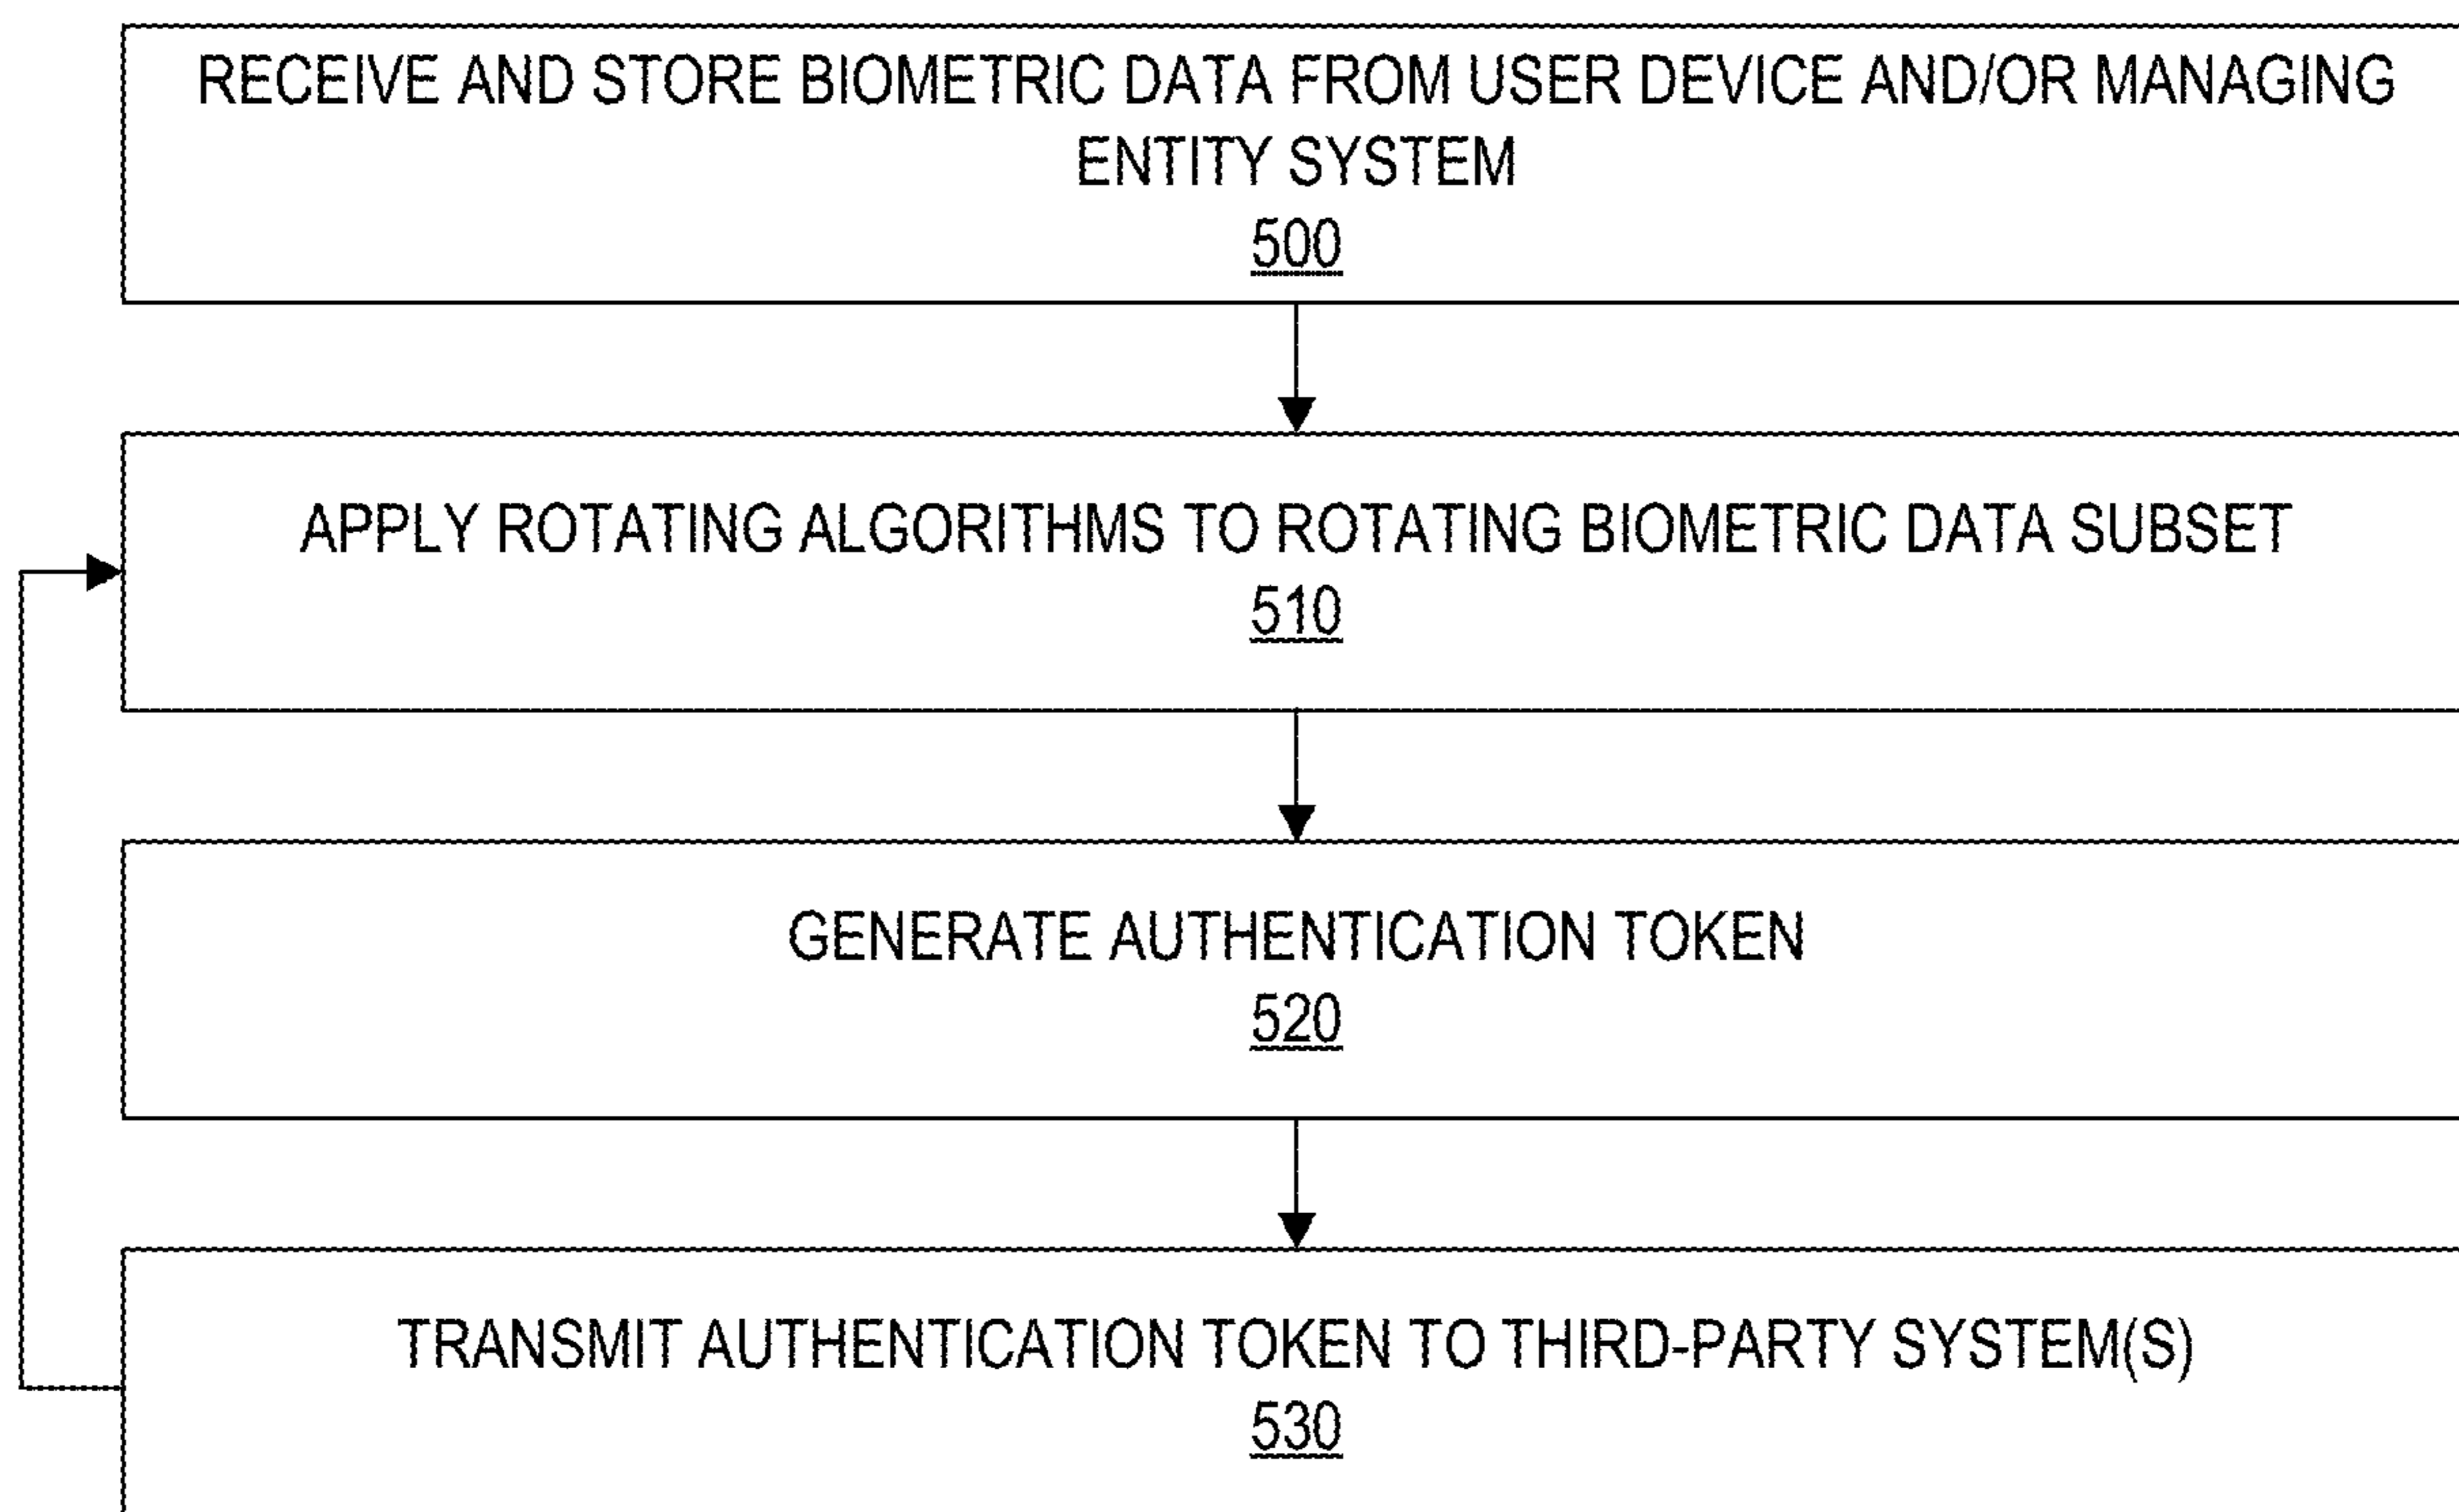 RECEIVE AND STORE BIOMETRIC DATA FROM USER DEVICE AND/OR MANAGING
ENTITY SYSTEM
500
APPLY ROTATING ALGORITHMS TO ROTATING BIOMETRIC DATA SUBSET
510
GENERATE AUTHENTICATION TOKEN
520
TRANSMIT AUTHENTICATION TOKEN TO THIRD-PARTY SYSTEM(S)
530